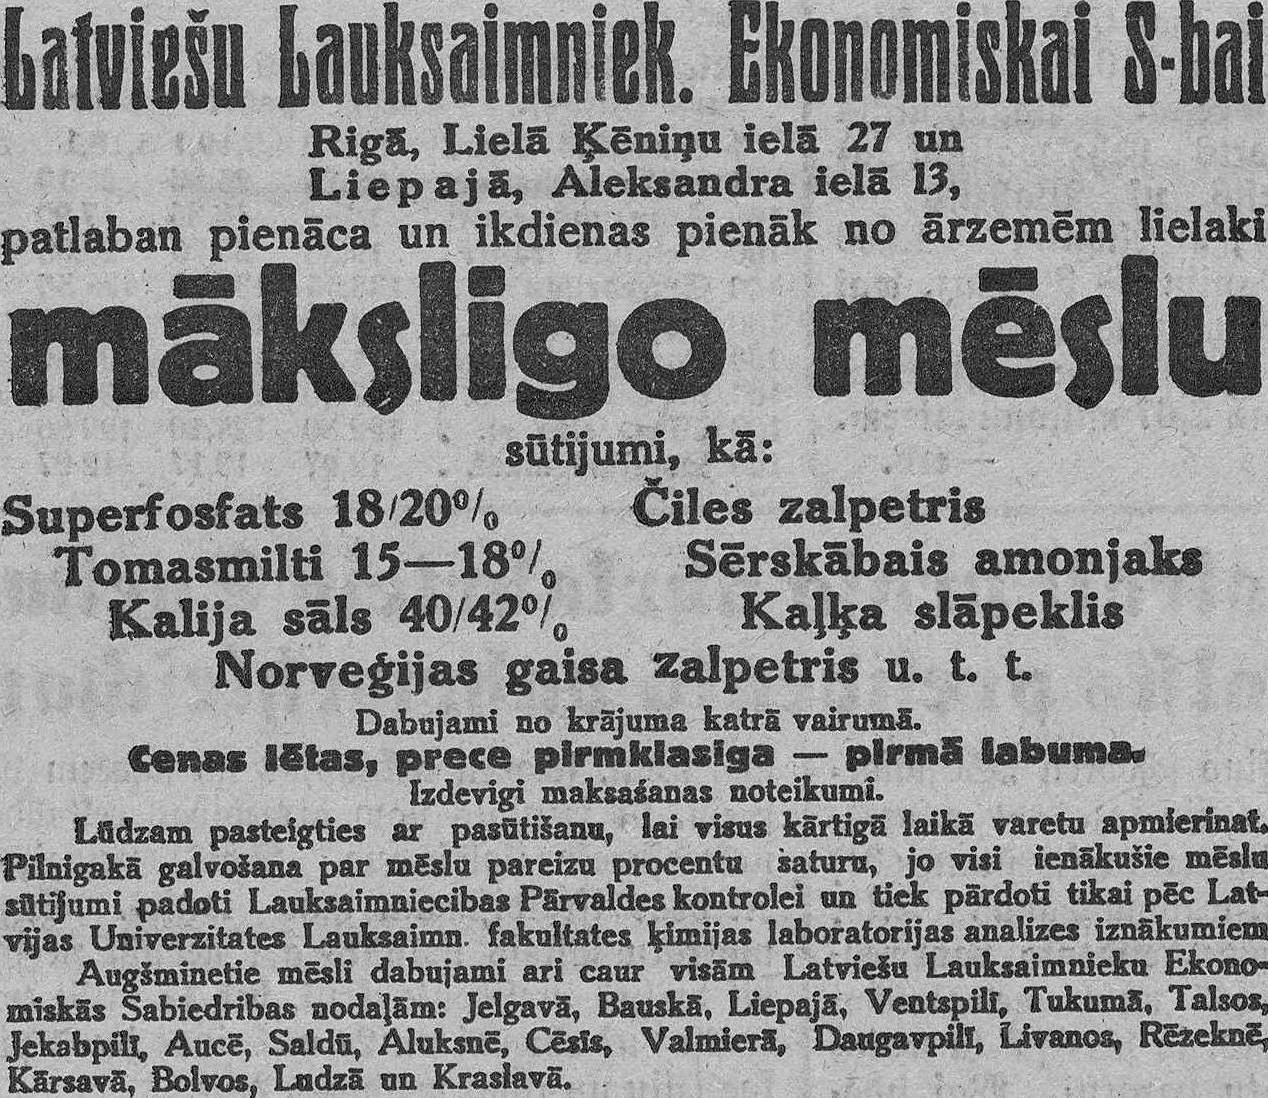 Latviešu Lauksaimniek. Ekonomiskai S-bai
Rigā, Lielā Ķēniņu ielā 27 un
Liepajā, Aleksandra ielā 13,
patlaban pienāca un ikdienas pienāk no ārzemēm lielaki
māksligo mēslu
sūtijumi, kā:
Superfosfats 18/20% Čiles zalpetris
Tomasmilti 15—18% Sērskābais amonjaks
Kalija sāls 40/42% Kaļķa slāpeklis
Norveģijas gaisa zalpetris u. t. t.
Dabujami no krājuma katrā vairumā.
Cenas lētas, prece pirmklasiga — pirmā labuma.
Izdevigi maksašanas noteikumi.
Lūdzam pasteigties ar pasūtišanu, lai visus kārtigā laikā varetu apmierinat.
Pilnigakā galvošana par mēslu pareizu procentu saturu, jo visi ienākušie mēslu
sūtijumi padoti Lauksaimniecibas Pārvaldes kontrolei un tiek pārdoti tikai pēc Lat-
vijas Univerzitates Lauksaimn. fakultates ķimijas laboratorijas analizes iznākumiem
Augšminetie mēsli dabujami ari caur visām Latviešu Lauksaimnieku Ekono-
miskās Sabiedribas nodaļām: Jelgavā, Bauskā, Liepajā, Ventspilī, Tukumā, Talsos,
Jekabpilī, Aucē, Saldū, Aluksnē, Cēsīs, Valmierā, Daugavpilī, Livanos, Rēzeknē,
Kārsavā, Bolvos, Ludzā un Kraslavā.